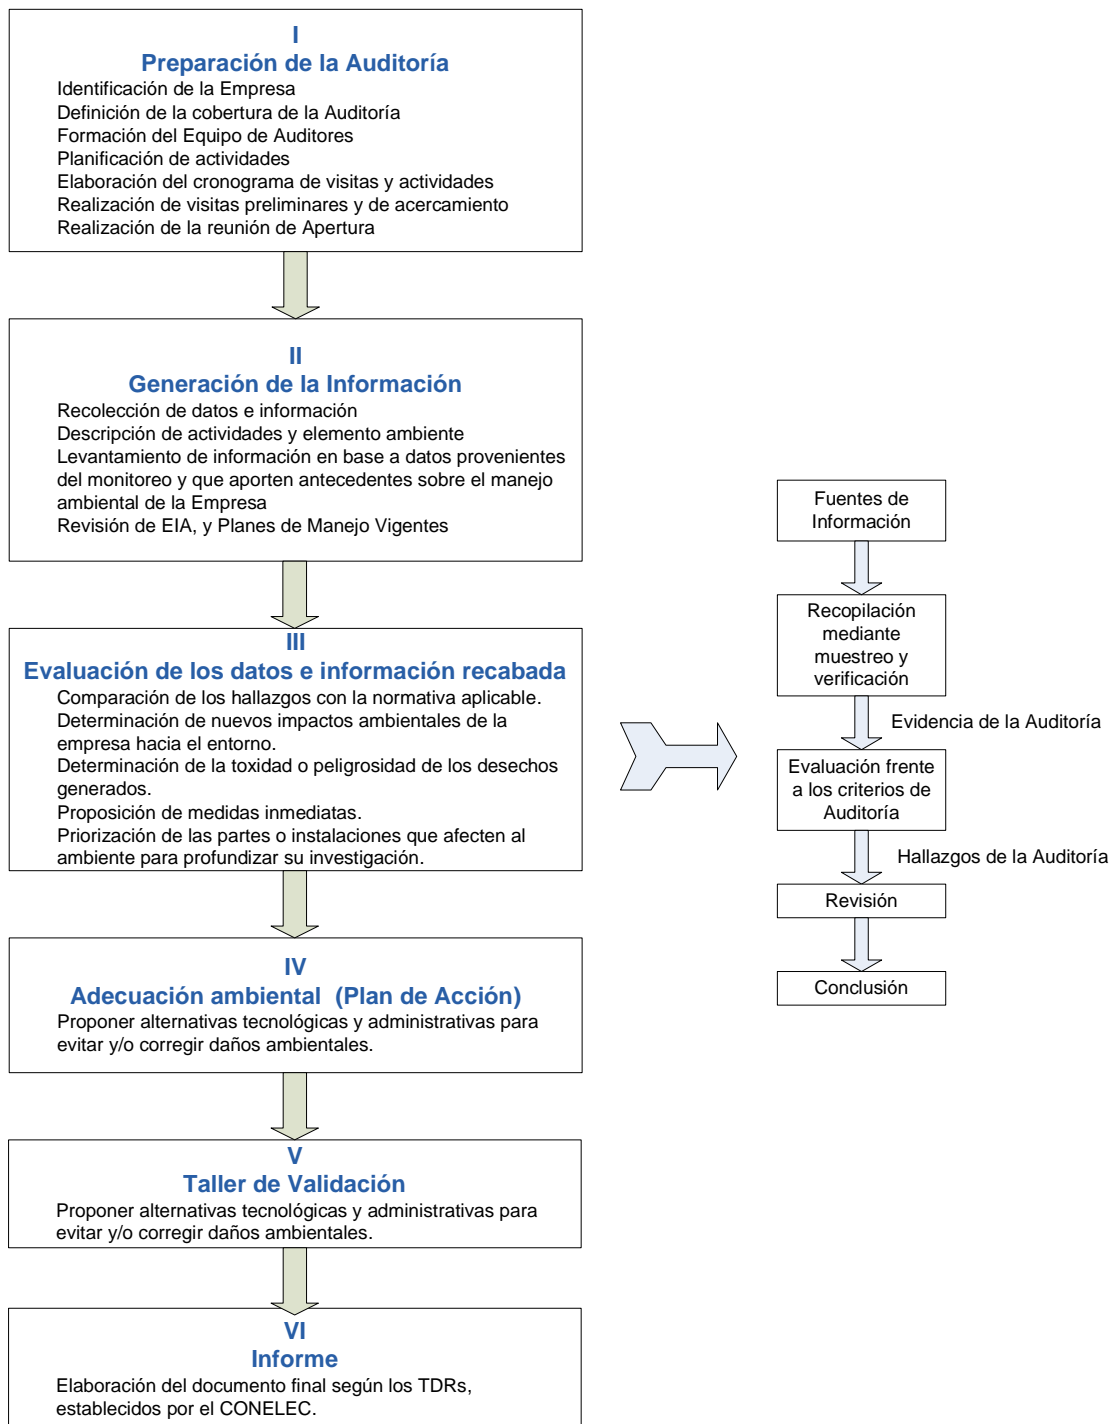 I
Preparación de la Auditoría
Identificación de la Empresa
Definición de la cobertura de la Auditoría
Formación del Equipo de Auditores
Planificación de actividades
Elaboración del cronograma de visitas y actividades
Realización de visitas preliminares y de acercamiento
Realización de la reunión de Apertura
II
Generación de la Información
Recolección de datos e información
Descripción de actividades y elemento ambiente
Levantamiento de información en base a datos provenientes
del monitoreo y que aporten antecedentes sobre el manejo
ambiental de la Empresa
Revisión de EIA, y Planes de Manejo Vigentes
III
Evaluación de los datos e información recabada
Comparación de los hallazgos con la normativa aplicable.
Determinación de nuevos impactos ambientales de la
empresa hacia el entorno.
Determinación de la toxidad o peligrosidad de los desechos
generados.
Proposición de medidas inmediatas.
Priorización de las partes o instalaciones que afecten al
ambiente para profundizar su investigación.
IV
Adecuación ambiental  (Plan de Acción)
Proponer alternativas tecnológicas y administrativas para
evitar y/o corregir daños ambientales.
V
Taller de Validación
Proponer alternativas tecnológicas y administrativas para
evitar y/o corregir daños ambientales.
VI
Informe
Elaboración del documento final según los TDRs,
establecidos por el CONELEC.
Fuentes de
Información
Recopilación
mediante
muestreo y
verificación
Evidencia de la Auditoría
Evaluación frente
a los criterios de
Auditoría
Hallazgos de la Auditoría
Revisión
Conclusión